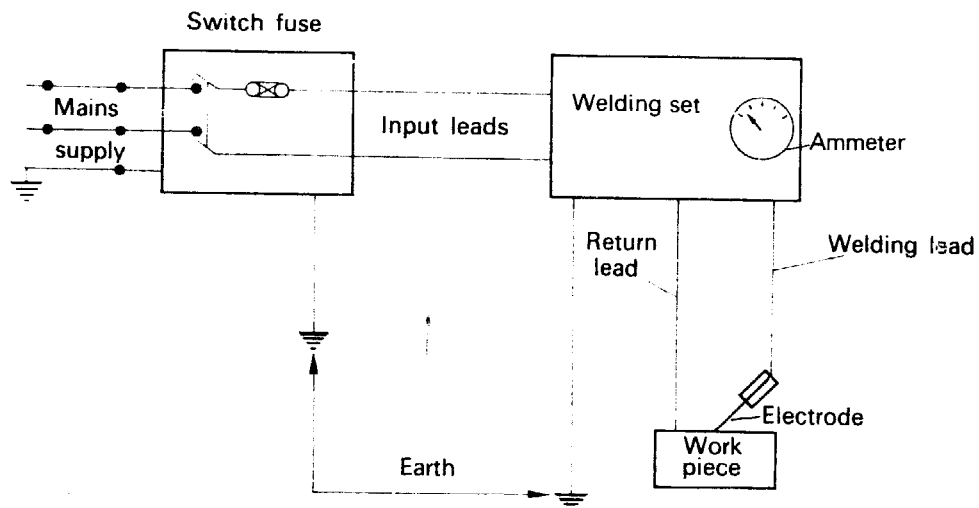 Switch fuse
Mains
supply
Input leads
Welding set
Ammeter
Return
lead
Welding lead
Electrode
Work
piece
Earth